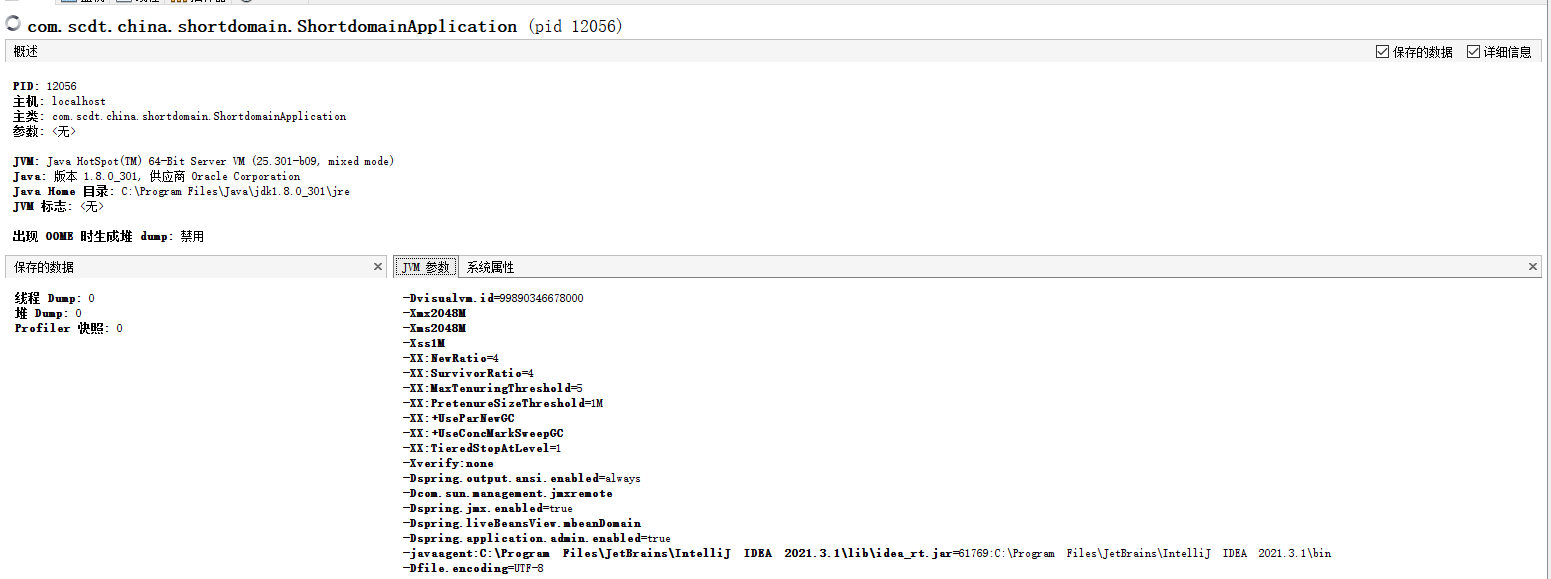 com.scdt.china.shortdomain.ShortdomainApplication (pid 12056)
概述 保存的数据 详细信息
PID: 12056
主机: localhost
主类: com.scdt.china.shortdomain.ShortdomainApplication
参数: <无>
JVM: Java HotSpot(TM) 64-Bit Server VM (25.301-b09, mixed mode)
Java: 版本 1.8.0_301, 供应商 Oracle Corporation
Java Home 目录: C:\Program Files\Java\jdk1.8.0_301\jre
JVM 标志: <无>
出现 OOME 时生成堆 dump: 禁用
保存的数据
线程 Dump: 0
堆 Dump: 0
Profiler 快照: 0
JVM 参数 系统属性
-Dvisualvm.id=99890346678000
-Xmx2048M
-Xms2048M
-Xss1M
-XX:NewRatio=4
-XX:SurvivorRatio=4
-XX:MaxTenuringThreshold=5
-XX:PretenureSizeThreshold=1M
-XX:+UseParNewGC
-XX:+UseConcMarkSweepGC
-XX:TieredStopAtLevel=1
-Xverify:none
-Dspring.output.ansi.enabled=always
-Dcom.sun.management.jmxremote
-Dspring.jmx.enabled=true
-Dspring.liveBeansView.mbeanDomain
-Dspring.application.admin.enabled=true
-javaagent:C:\Program Files\JetBrains\IntelliJ IDEA 2021.3.1\lib\idea_rt.jar=61769:C:\Program Files\JetBrains\IntelliJ IDEA 2021.3.1\bin
-Dfile.encoding=UTF-8